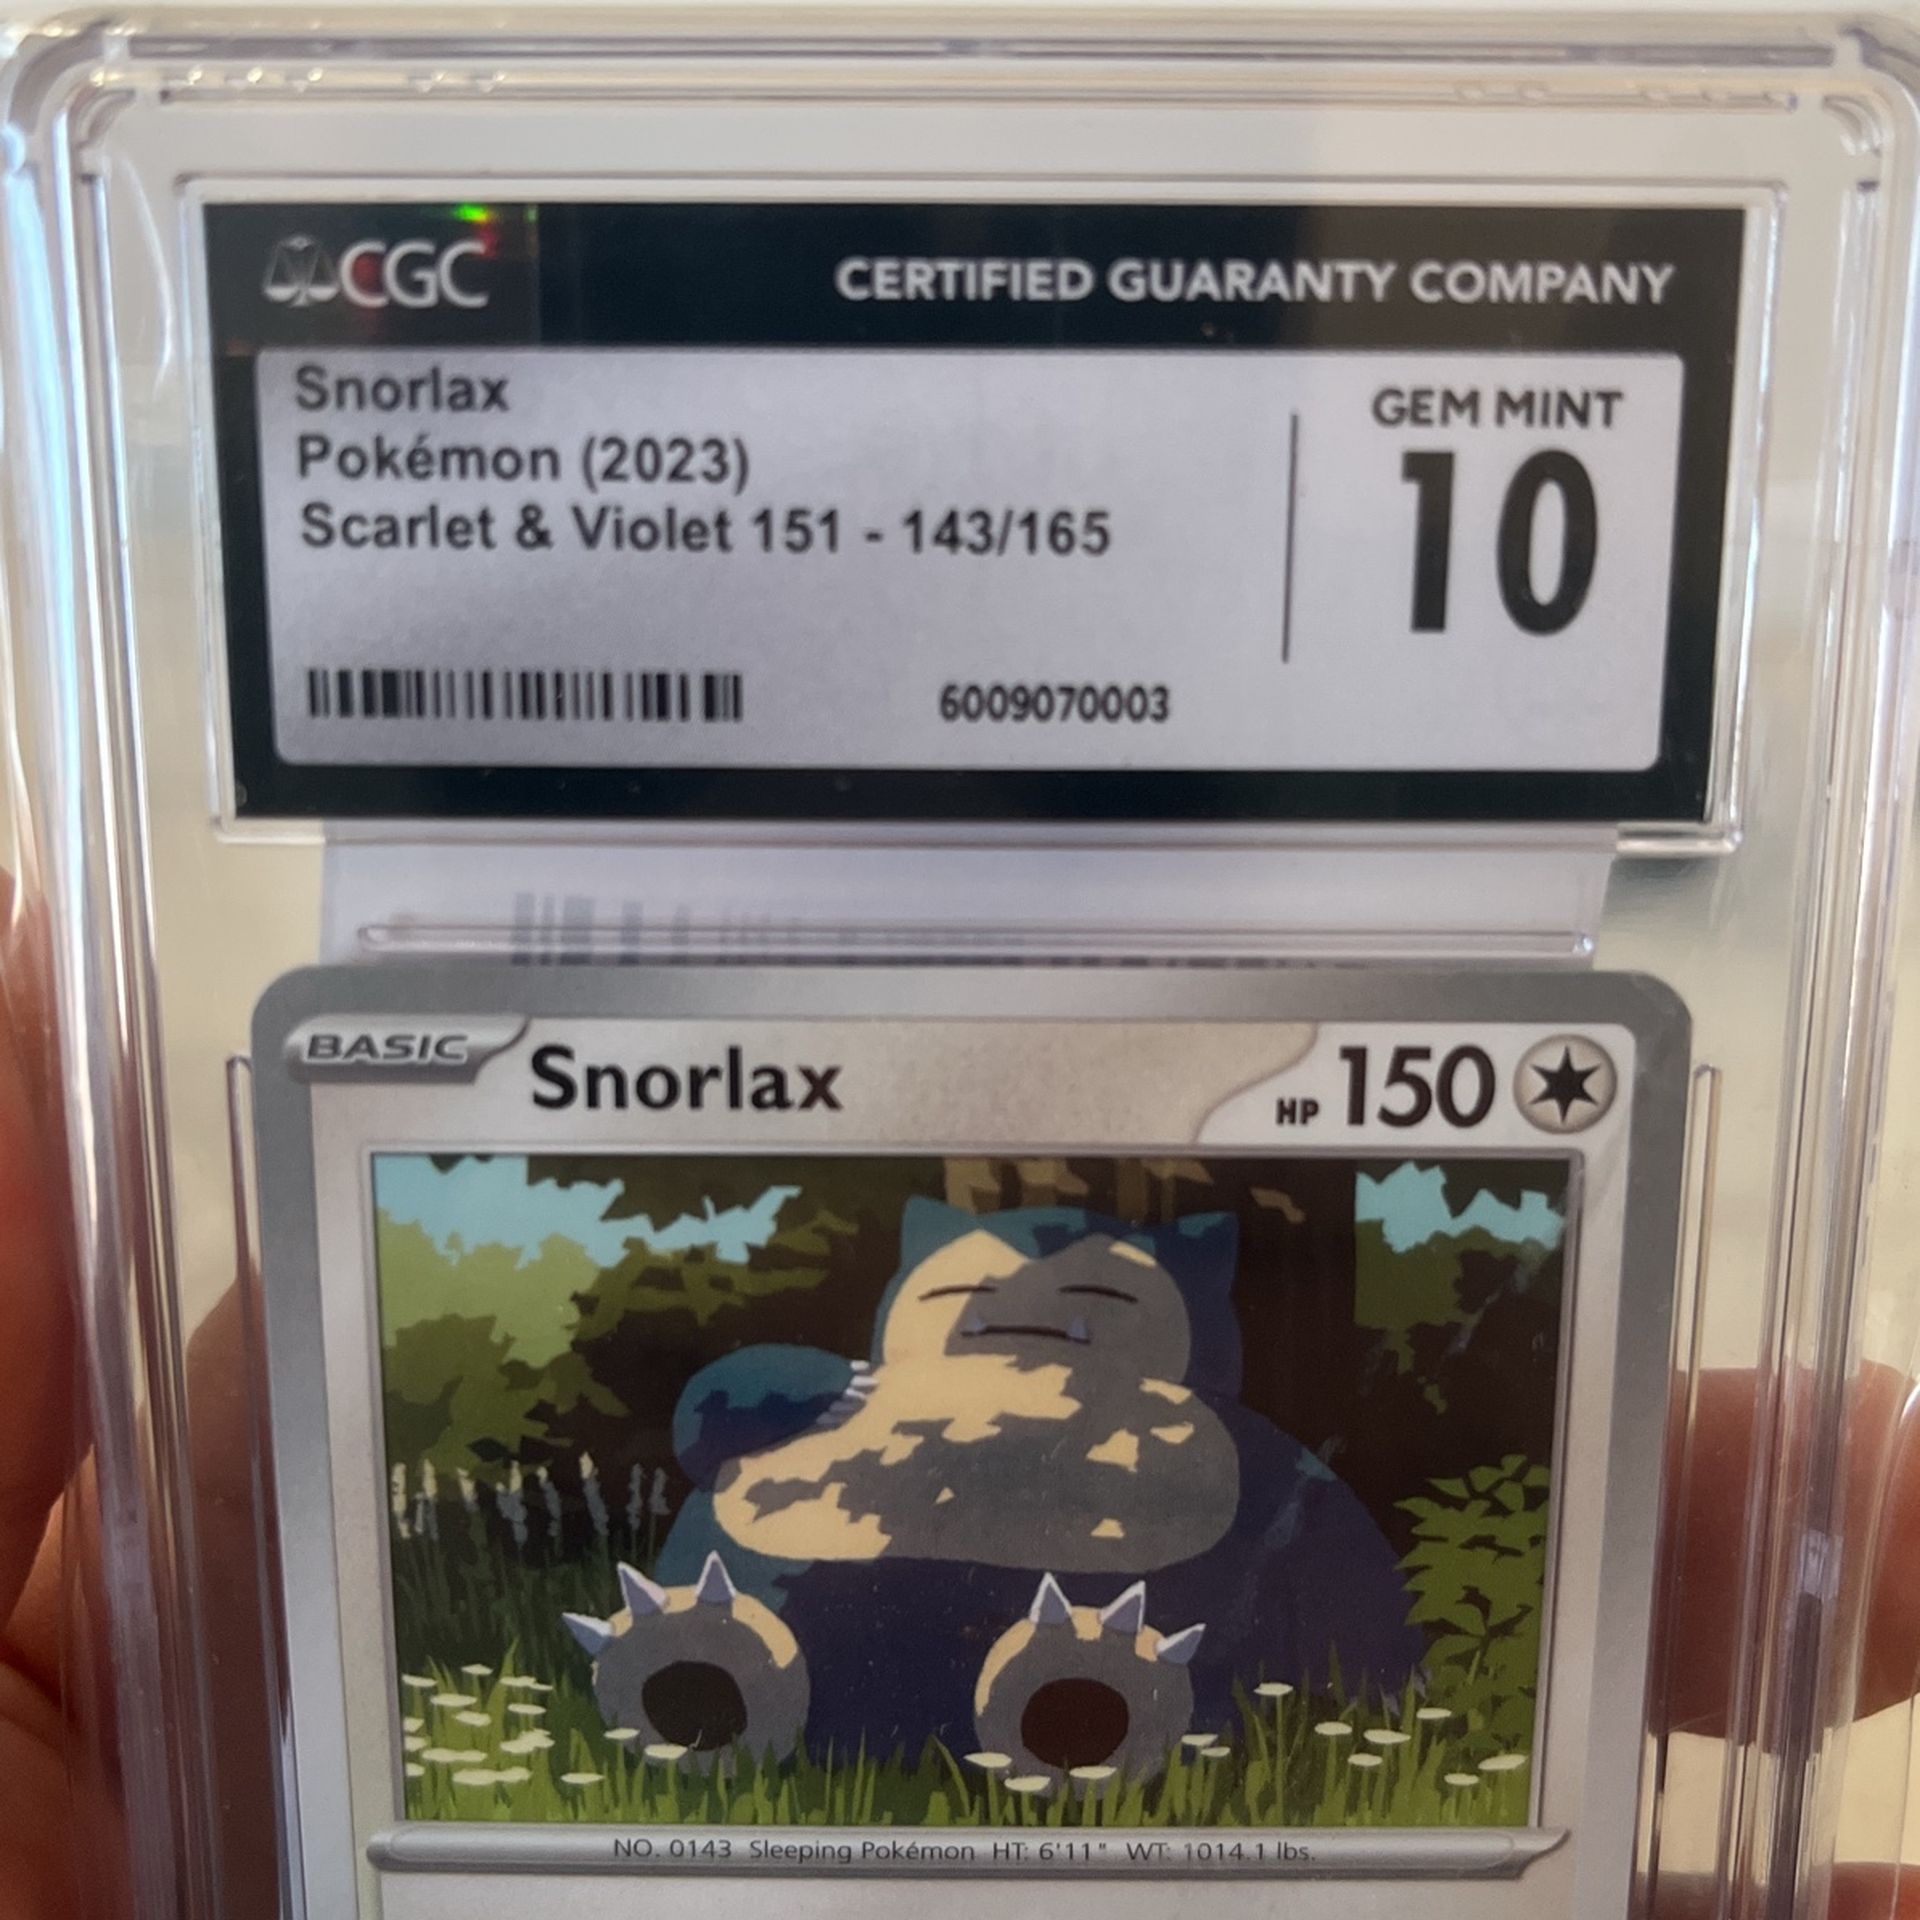 CGC
CERTIFIED GUARANTY COMPANY
Snorlax
Pokémon (2023)
Scarlet & Violet 151 - 143/165
GEM MINT
10
6009070003
BASIC
Snorlax
HP 150
NO. 0143 Sleeping Pokémon HT: 6'11" WT: 1014.1 lbs.